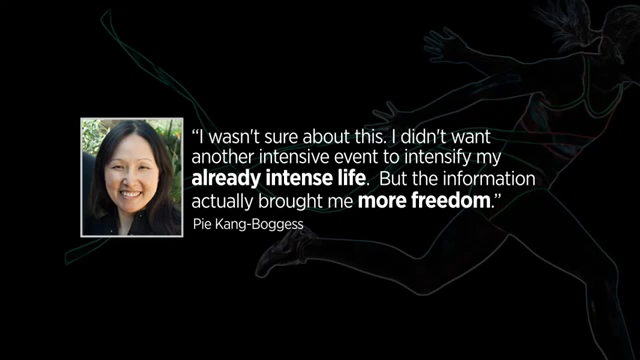 “I wasn't sure about this. I didn't want
another intensive event to intensify my
already intense life.  But the information
actually brought me more freedom.”
Pie Kang-Boggess